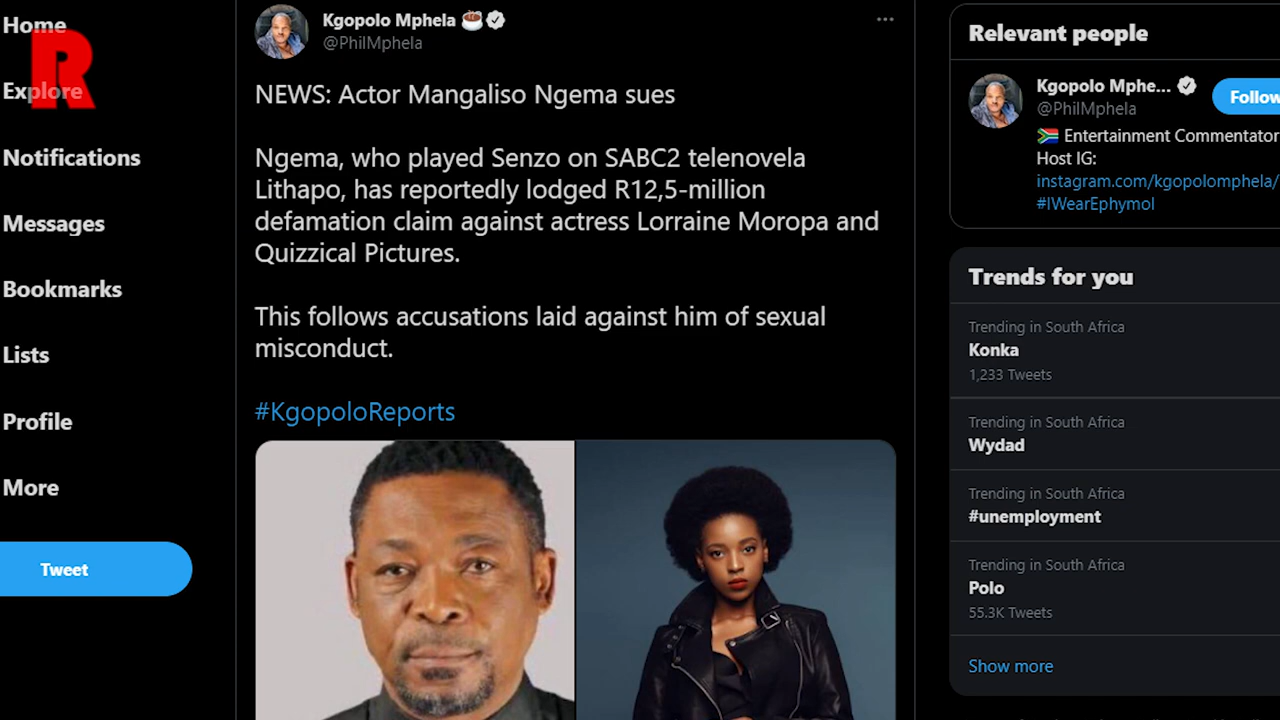 Home
R
Explore
Notifications
Messages
Bookmarks
Lists
Profile
More
Tweet
Kgopolo Mphela
@PhilMphela
NEWS: Actor Mangaliso Ngema sues
Ngema, who played Senzo on SABC2 telenovela
Lithapo, has reportedly lodged R12,5-million
defamation claim against actress Lorraine Moropa and
Quizzical Pictures.
This follows accusations laid against him of sexual
misconduct.
#KgopoloReports
Relevant people
Kgopolo Mphe...
@PhilMphela
Follow
Entertainment Commentator
Host IG:
instagram.com/kgopolomphela/
#IWearEphymol
Trends for you
Trending in South Africa
Konka
1,233 Tweets
Trending in South Africa
Wydad
Trending in South Africa
#unemployment
Trending in South Africa
Polo
55.3K Tweets
Show more